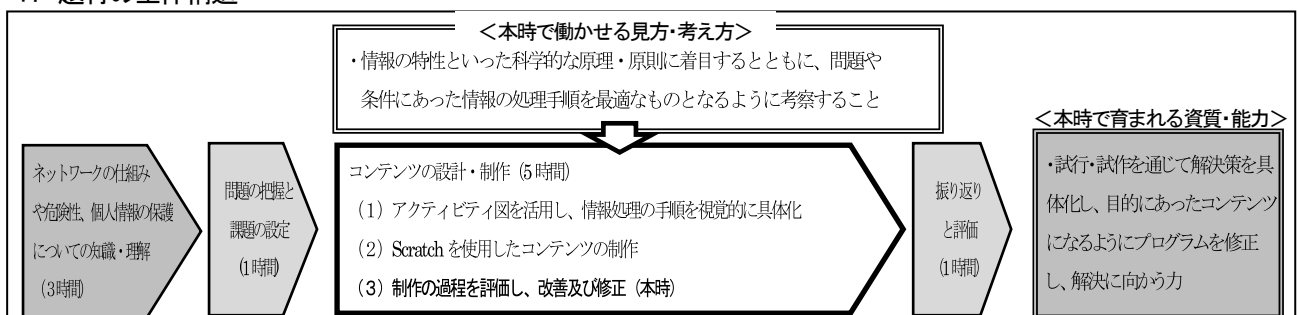 ＜本時で働かせる見方・考え方＞
・情報の特性といった科学的な原理・原則に着目するとともに、問題や
条件にあった情報の処理手順を最適なものとなるように考察すること
ネットワークの仕組み
や危険性、個人情報の保護
についての知識・理解
（3時間）
問題の把握と
課題の設定
（1時間）
コンテンツの設計・制作（5時間）
（1）アクティビティ図を活用し、情報処理の手順を視覚的に具体化
（2）Scratchを使用したコンテンツの制作
（3）制作の過程を評価し、改善及び修正（本時）
振り返り
と評価
（1時間）
＜本時で育まれる資質・能力＞
・試行・試作を通じて解決策を具
体化し、目的にあったコンテンツ
になるようにプログラムを修正
し、解決に向かう力